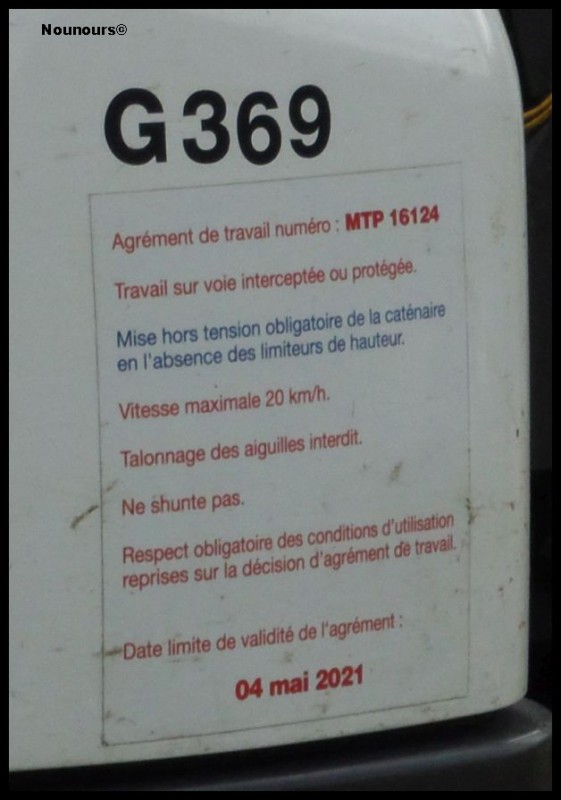 Nounours©
G 369
Agrément de travail numéro : MTP 16124
Travail sur voie interceptée ou protégée.
Mise hors tension obligatoire de la caténaire
en l'absence des limiteurs de hauteur.
Vitesse maximale 20 km/h.
Talonnage des aiguilles interdit.
Ne shunte pas.
Respect obligatoire des conditions d'utilisation
reprises sur la décision d'agrément de travail.
Date limite de validité de l'agrément :
04 mai 2021